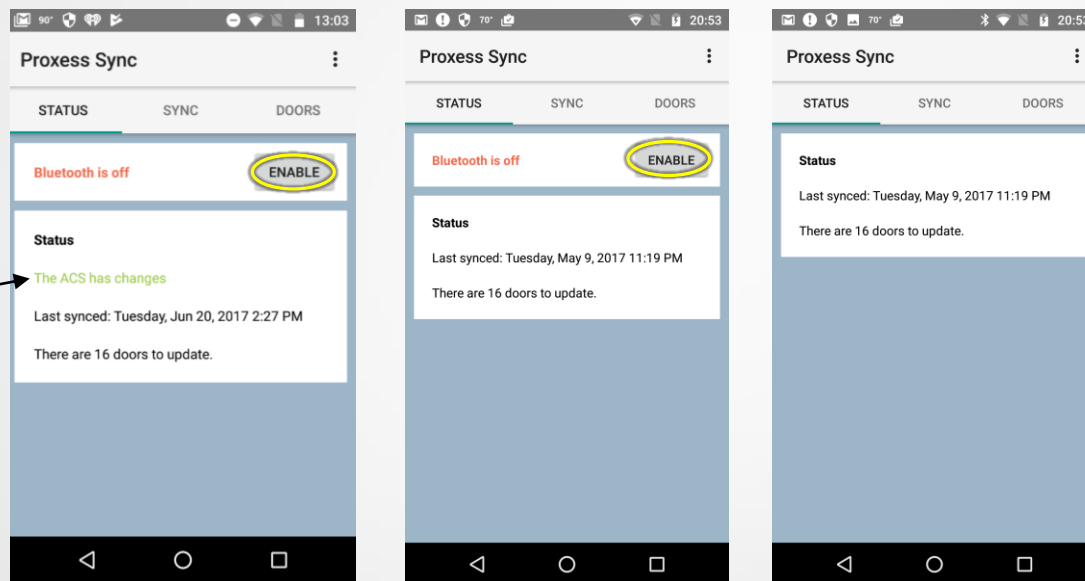 90° 13:03
Proxess Sync
STATUS SYNC DOORS
Bluetooth is off ENABLE
Status
The ACS has changes
Last synced: Tuesday, Jun 20, 2017 2:27 PM
There are 16 doors to update.
70° 20:53
Proxess Sync
STATUS SYNC DOORS
Bluetooth is off ENABLE
Status
Last synced: Tuesday, May 9, 2017 11:19 PM
There are 16 doors to update.
70° 20:53
Proxess Sync
STATUS SYNC DOORS
Status
Last synced: Tuesday, May 9, 2017 11:19 PM
There are 16 doors to update.